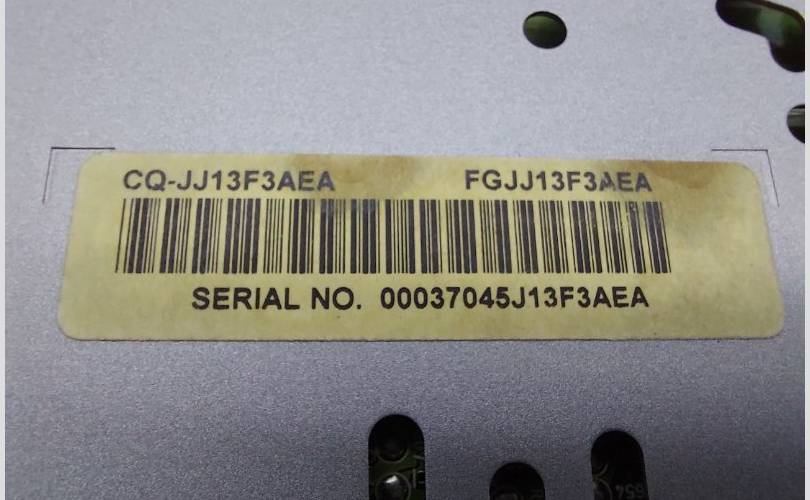 CQ-JJ13F3AEA FGJJ13F3AEA
SERIAL NO. 00037045J13F3AEA